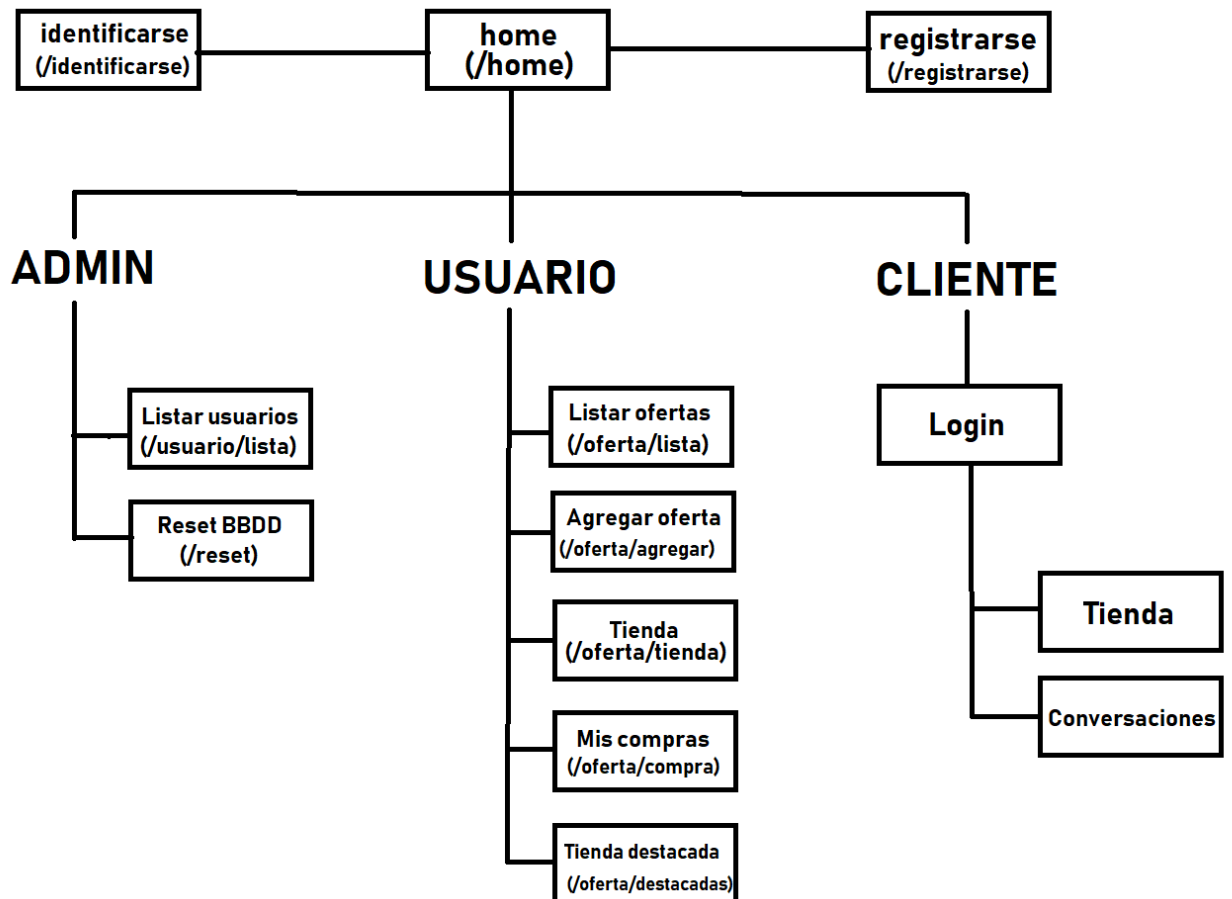 identificarse
(/identificarse)
home
(/home)
registrarse
(/registrarse)
ADMIN
USUARIO
CLIENTE
Listar usuarios
(/usuario/lista)
Reset BBDD
(/reset)
Listar ofertas
(/oferta/lista)
Agregar oferta
(/oferta/agregar)
Tienda
(/oferta/tienda)
Mis compras
(/oferta/compra)
Tienda destacada
(/oferta/destacadas)
Login
Tienda
Conversaciones